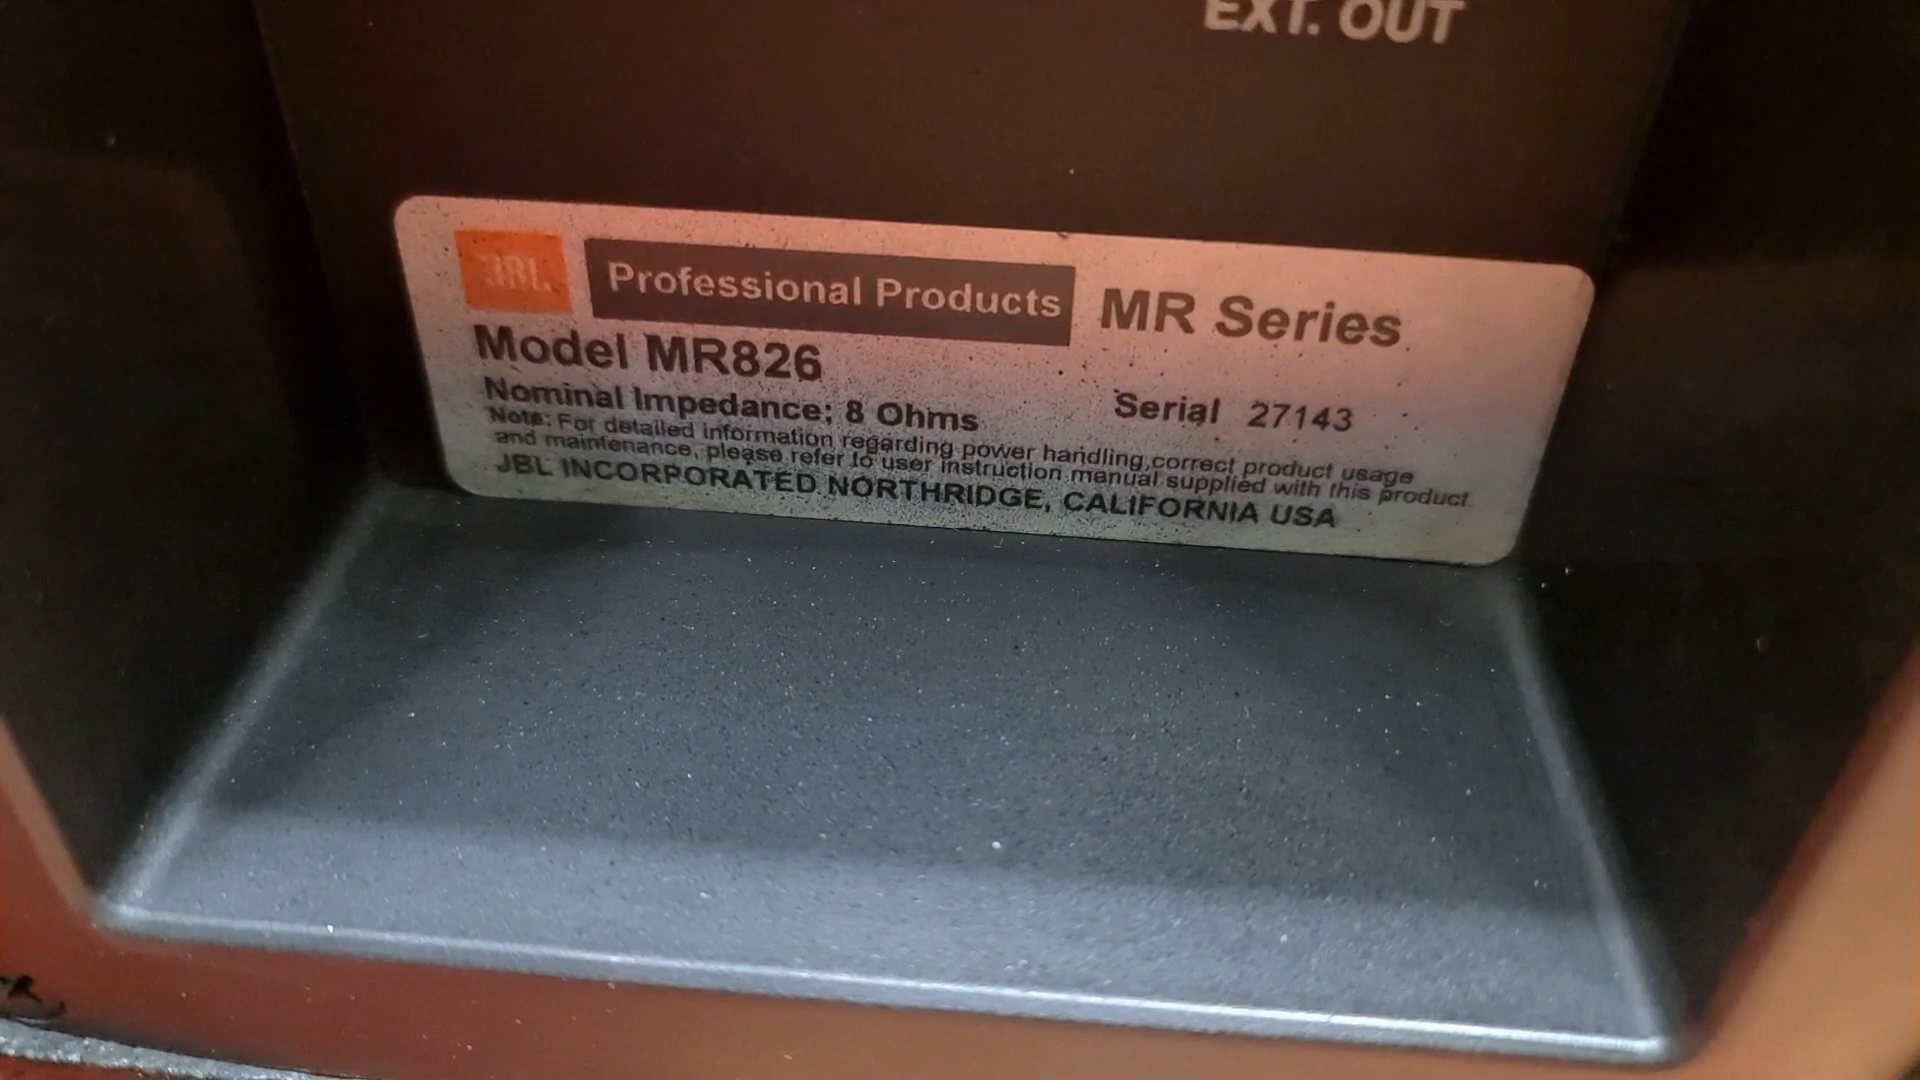 EXT. OUT
JBL Professional Products MR Series
Model MR826
Nominal Impedance; 8 Ohms Serial 27143
Note: For detailed information regarding power handling,correct product usage
and maintenance, please refer to user instruction manual supplied with this product.
JBL INCORPORATED NORTHRIDGE, CALIFORNIA USA